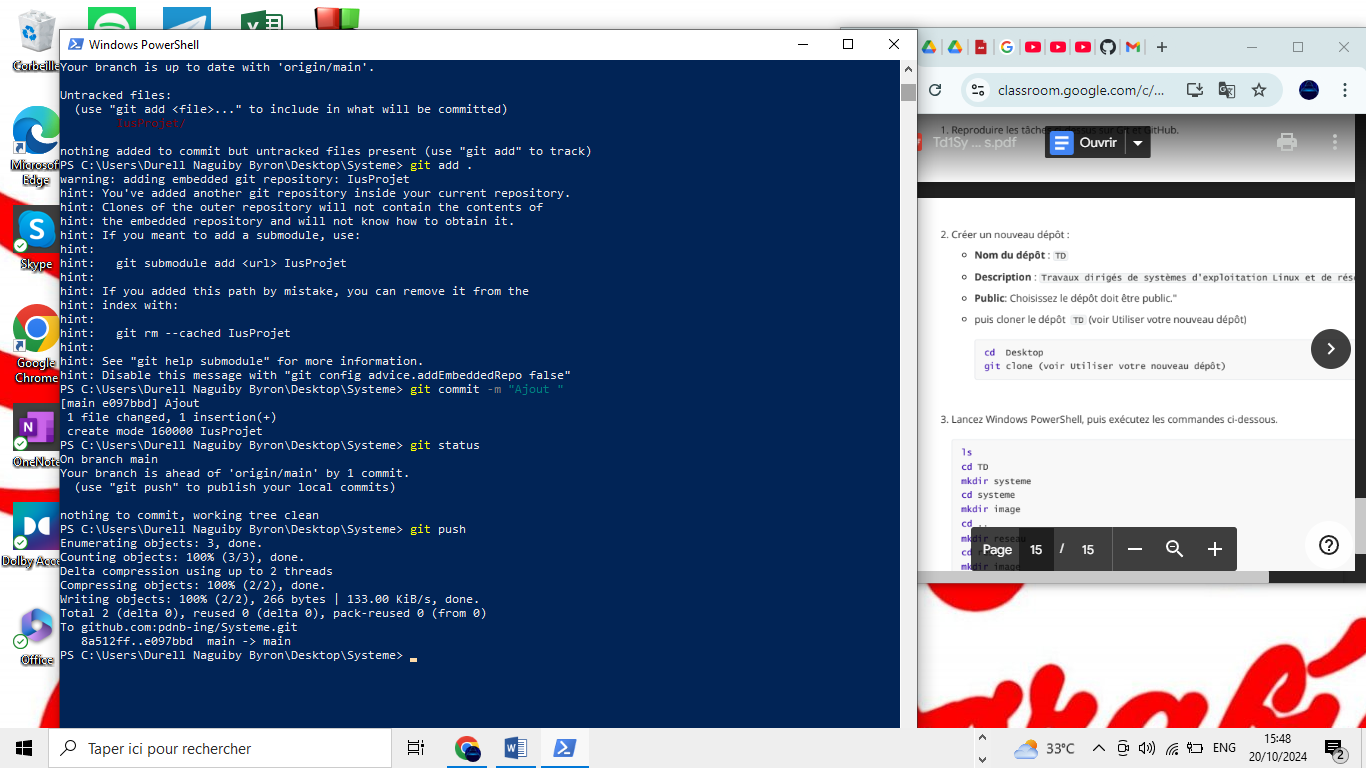 Corbeille
Microsoft
Edge
Skype
Google
Chrome
OneNote
Dolby Acce
Office
Windows PowerShell
Your branch is up to date with 'origin/main'.
Untracked files:
(use "git add <file>..." to include in what will be committed)
IusProjet/
nothing added to commit but untracked files present (use "git add" to track)
PS C:\Users\Durell Naguiby Byron\Desktop\Systeme> git add .
warning: adding embedded git repository: IusProjet
hint: You've added another git repository inside your current repository.
hint: Clones of the outer repository will not contain the contents of
hint: the embedded repository and will not know how to obtain it.
hint: If you meant to add a submodule, use:
hint:
hint: git submodule add <url> IusProjet
hint:
hint: If you added this path by mistake, you can remove it from the
hint: index with:
hint:
hint: git rm --cached IusProjet
hint:
hint: See "git help submodule" for more information.
hint: Disable this message with "git config advice.addEmbeddedRepo false"
PS C:\Users\Durell Naguiby Byron\Desktop\Systeme> git commit -m "Ajout "
[main e097bbd] Ajout
1 file changed, 1 insertion(+)
create mode 160000 IusProjet
PS C:\Users\Durell Naguiby Byron\Desktop\Systeme> git status
On branch main
Your branch is ahead of 'origin/main' by 1 commit.
(use "git push" to publish your local commits)
nothing to commit, working tree clean
PS C:\Users\Durell Naguiby Byron\Desktop\Systeme> git push
Enumerating objects: 3, done.
Counting objects: 100% (3/3), done.
Delta compression using up to 2 threads
Compressing objects: 100% (2/2), done.
Writing objects: 100% (2/2), 266 bytes | 133.00 KiB/s, done.
Total 2 (delta 0), reused 0 (delta 0), pack-reused 0 (from 0)
To github.com:pdnb-ing/Systeme.git
8a512ff..e097bbd main -> main
PS C:\Users\Durell Naguiby Byron\Desktop\Systeme>
classroom.google.com/c/...
1. Reproduire les tâches sur Git et GitHub.
Td1Sy ... s.pdf
Ouvrir
2. Créer un nouveau dépôt :
Nom du dépôt : TD
Description : Travaux dirigés de systèmes d'exploitation Linux et de rése
Public: Choisissez le dépôt doit être public."
puis cloner le dépôt TD (voir Utiliser votre nouveau dépôt)
cd Desktop
git clone (voir Utiliser votre nouveau dépôt)
3. Lancez Windows PowerShell, puis exécutez les commandes ci-dessous.
ls
cd TD
mkdir systeme
cd systeme
mkdir image
cd ..
mkdir reseau
cd
mkdir image
Page 15 / 15
Taper ici pour rechercher
33°C
ENG
15:48
20/10/2024
2